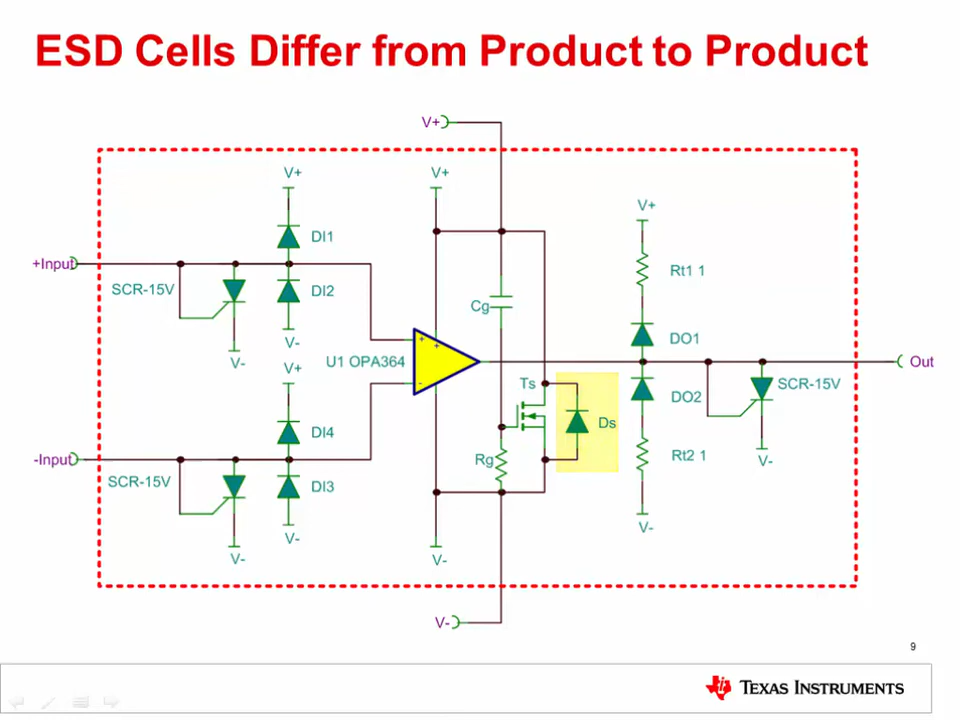 ESD Cells Differ from Product to Product
V+
V+
V+
V+
DI1
+Input
Rt1 1
SCR-15V
DI2
Cg
V-
DO1
V-
U1 OPA364
Out
V+
Ts
SCR-15V
DO2
Ds
DI4
-Input
Rg
Rt2 1
V-
SCR-15V
DI3
V-
V-
V-
V-
V-
9
TEXAS INSTRUMENTS